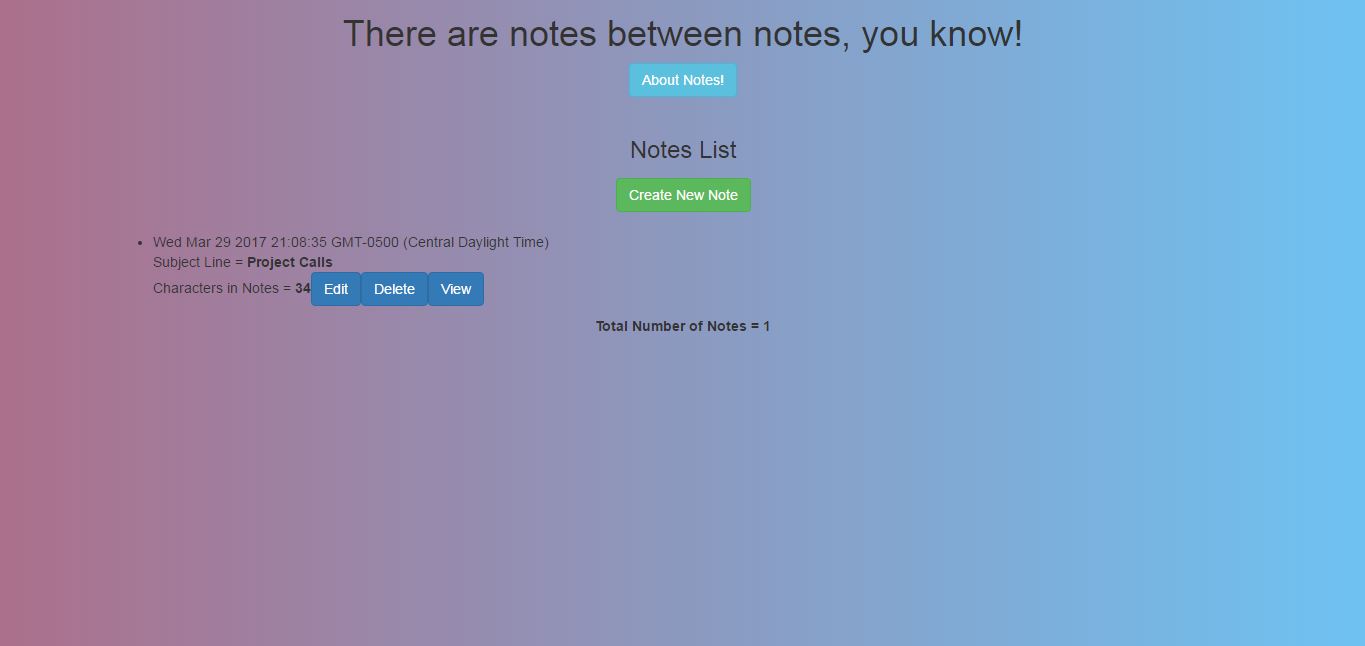 There are notes between notes, you know!
About Notes!
Notes List
Create New Note
Wed Mar 29 2017 21:08:35 GMT-0500 (Central Daylight Time)
Subject Line = Project Calls
Characters in Notes = 34 Edit Delete View
Total Number of Notes = 1